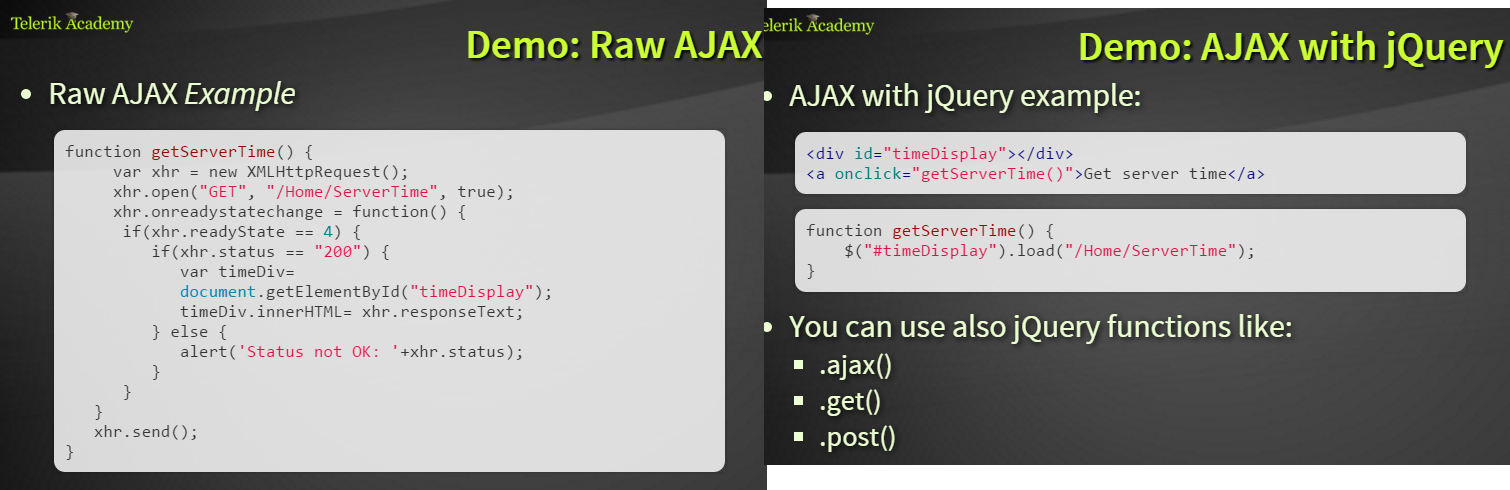 Telerik Academy
Demo: Raw AJAX
• Raw AJAX Example
function getServerTime() {
var xhr = new XMLHttpRequest();
xhr.open("GET", "/Home/ServerTime", true);
xhr.onreadystatechange = function() {
if(xhr.readyState == 4) {
if(xhr.status == "200") {
var timeDiv=
document.getElementById("timeDisplay");
timeDiv.innerHTML= xhr.responseText;
} else {
alert('Status not OK: '+xhr.status);
}
}
}
xhr.send();
}
elerik Academy
Demo: AJAX with jQuery
• AJAX with jQuery example:
<div id="timeDisplay"></div>
<a onclick="getServerTime()">Get server time</a>
function getServerTime() {
$("#timeDisplay").load("/Home/ServerTime");
}
• You can use also jQuery functions like:
▪ .ajax()
▪ .get()
▪ .post()